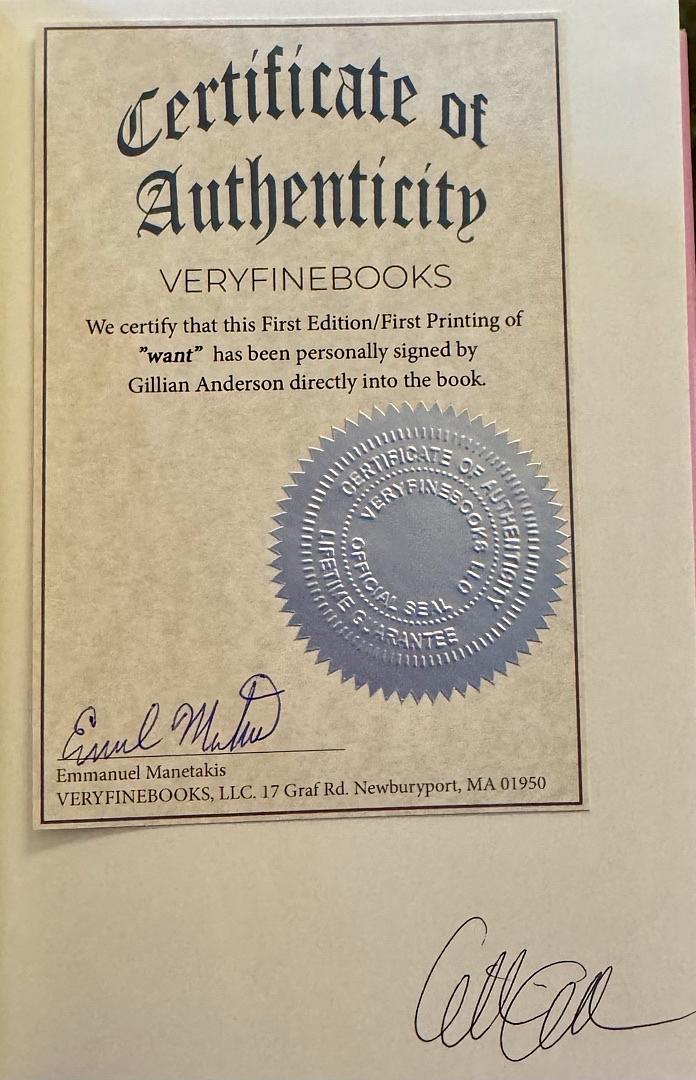 Certificate of
Authenticity
VERYFINEBOOKS
We certify that this First Edition/First Printing of
"want" has been personally signed by
Gillian Anderson directly into the book.
CERTIFICATE OF AUTHENTICITY
VERYFINEBOOKS LLC
OFFICIAL SEAL
LIFETIME GUARANTEE
Emmanuel Manetakis
VERYFINEBOOKS, LLC. 17 Graf Rd. Newburyport, MA 01950